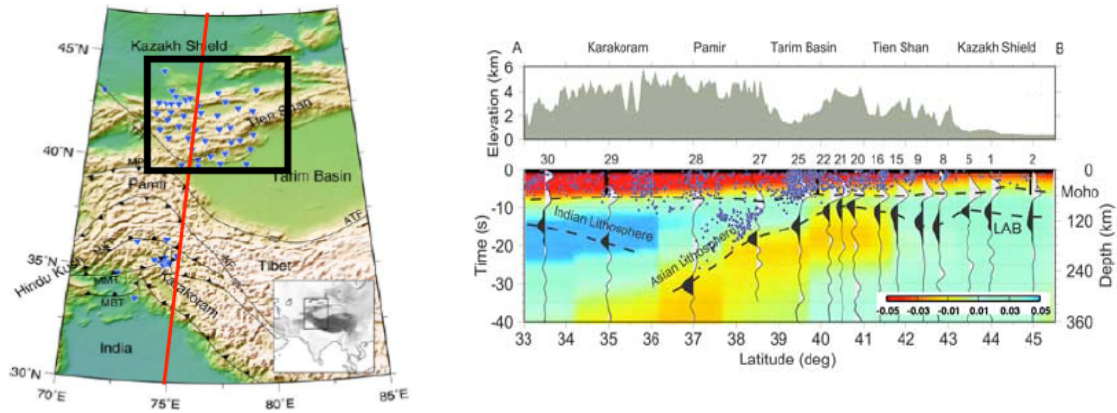 45°N
Kazakh Shield
Tien Shan
40°N
Tarim Basin
Pamir
ATF
35°N
Tibet
Hindu Kush
Karakoram
MMT
MBT
India
30°N
70°E
75°E
80°E
85°E
A Karakoram Pamir Tarim Basin Tien Shan Kazakh Shield B
Elevation (km)
6
4
2
0
30 29 28 27 25 22 21 20 16 15 9 8 5 1 2
Time (s)
0
-10
-20
-30
-40
Indian Lithosphere
Asian Lithosphere
LAB
-0.05 -0.03 -0.01 0.01 0.03 0.05
0
Moho
120
240
360
Depth (km)
33 34 35 36 37 38 39 40 41 42 43 44 45
Latitude (deg)